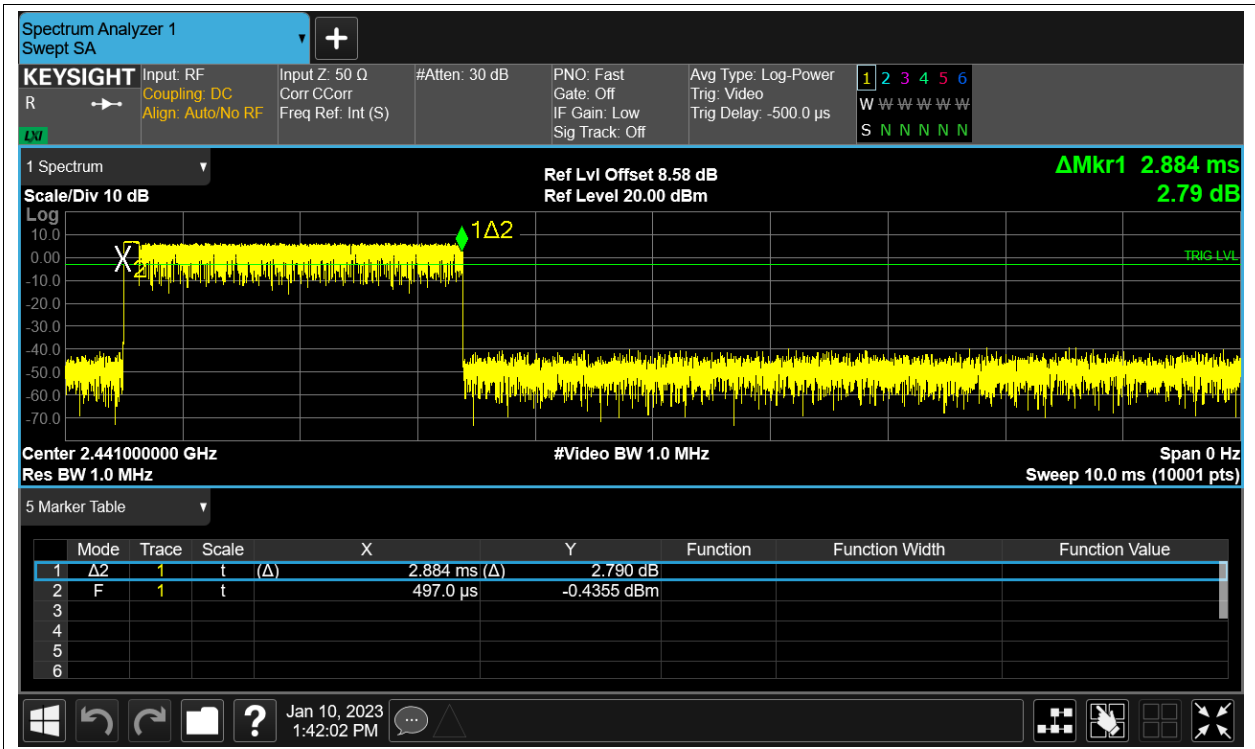 Spectrum Analyzer 1
Swept SA
KEYSIGHT
R
LXI
Input: RF
Coupling: DC
Align: Auto/No RF
Input Z: 50 Ω
Corr CCorr
Freq Ref: Int (S)
#Atten: 30 dB
PNO: Fast
Gate: Off
IF Gain: Low
Sig Track: Off
Avg Type: Log-Power
Trig: Video
Trig Delay: -500.0 µs
1 2 3 4 5 6
W W W W W W
S N N N N N
1 Spectrum
Scale/Div 10 dB
Ref Lvl Offset 8.58 dB
Ref Level 20.00 dBm
ΔMkr1 2.884 ms
2.79 dB
Log
10.0
0.00
-10.0
-20.0
-30.0
-40.0
-50.0
-60.0
-70.0
X
2
1Δ2
TRIG LVL
Center 2.441000000 GHz #Video BW 1.0 MHz Span 0 Hz
Res BW 1.0 MHz Sweep 10.0 ms (10001 pts)
5 Marker Table
Mode Trace Scale X Y Function Function Width Function Value
1 Δ2 1 t (Δ) 2.884 ms (Δ) 2.790 dB
2 F 1 t 497.0 µs -0.4355 dBm
3
4
5
6
?
Jan 10, 2023
1:42:02 PM